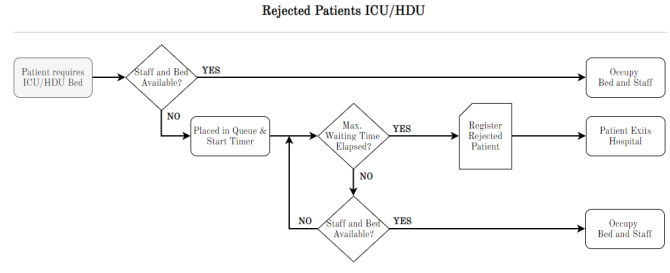 Rejected Patients ICU/HDU
Patient requires
ICU/HDU Bed
Staff and Bed
Available?
YES
Occupy
Bed and Staff
NO
Placed in Queue &
Start Timer
Max.
Waiting Time
Elapsed?
YES
Register
Rejected
Patient
Patient Exits
Hospital
NO
NO
Staff and Bed
Available?
YES
Occupy
Bed and Staff